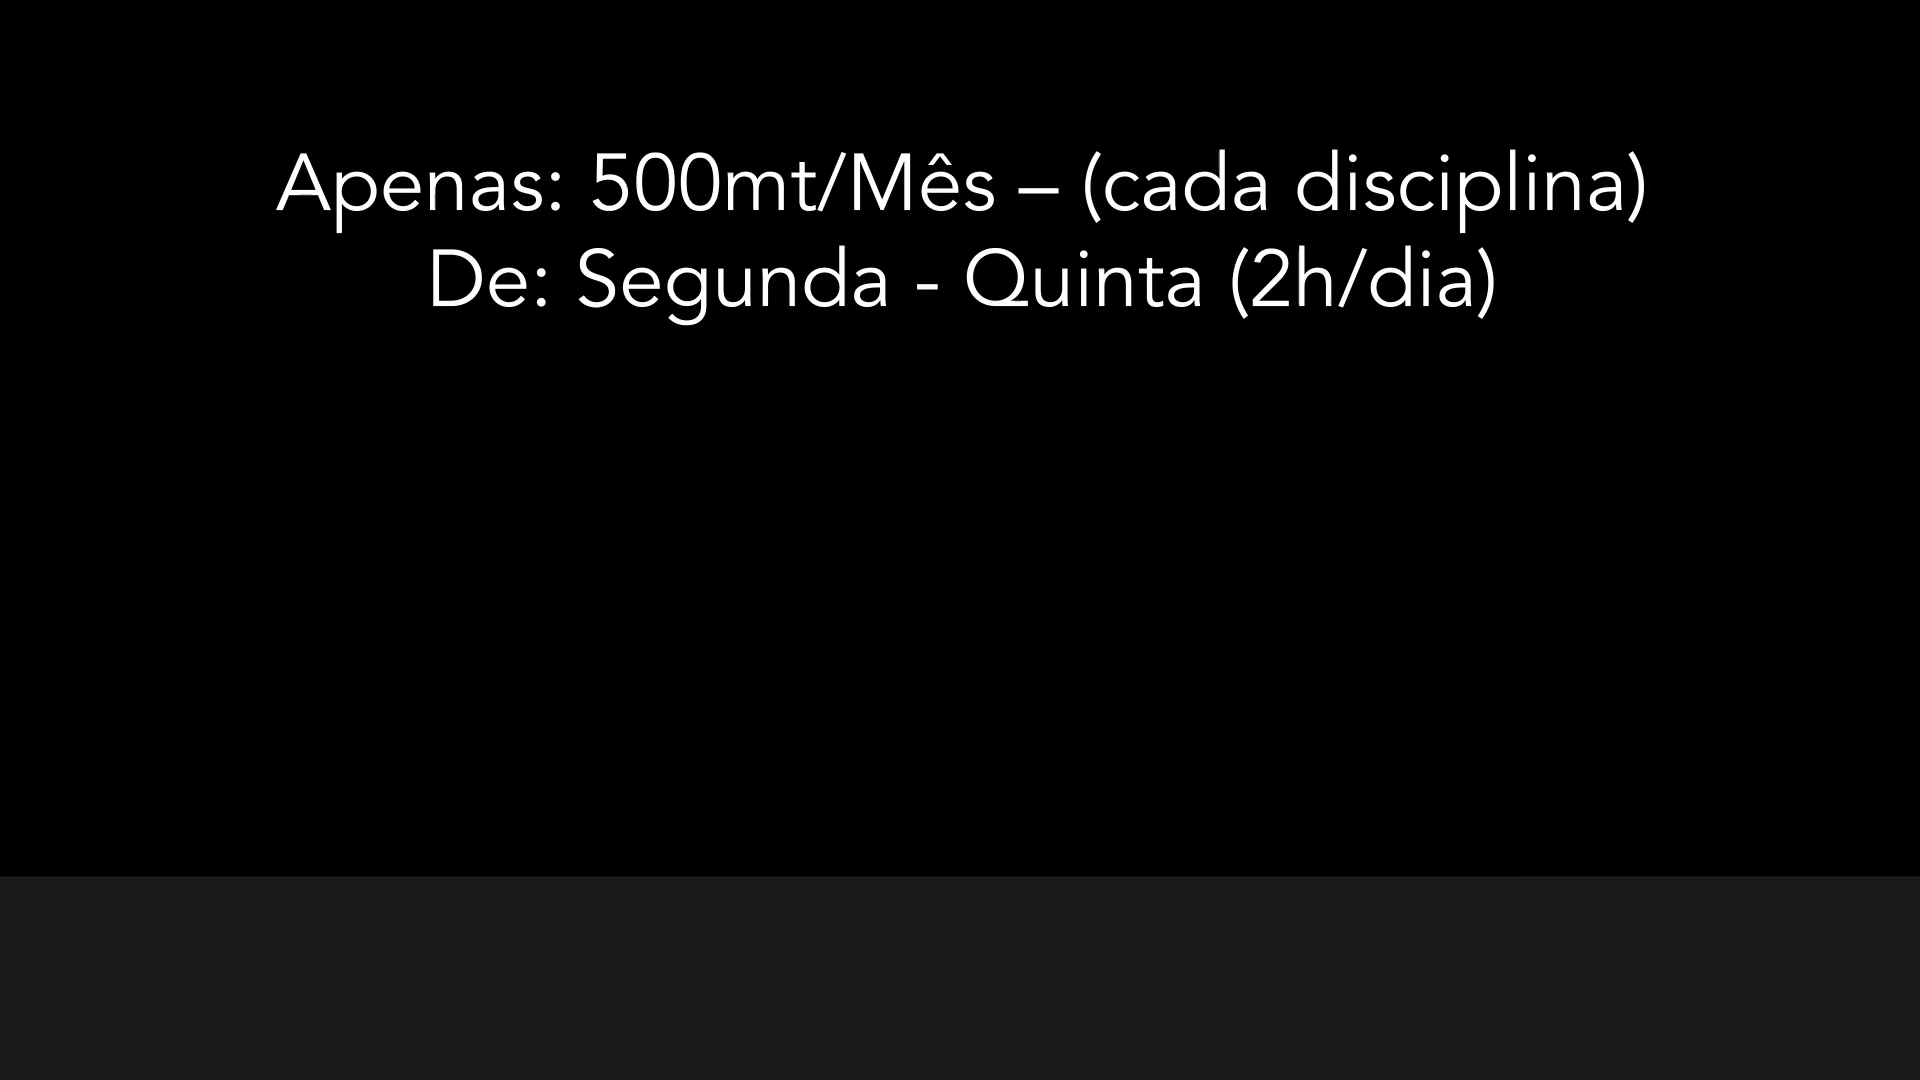 Apenas: 500mt/Mês – (cada disciplina)
De: Segunda - Quinta (2h/dia)